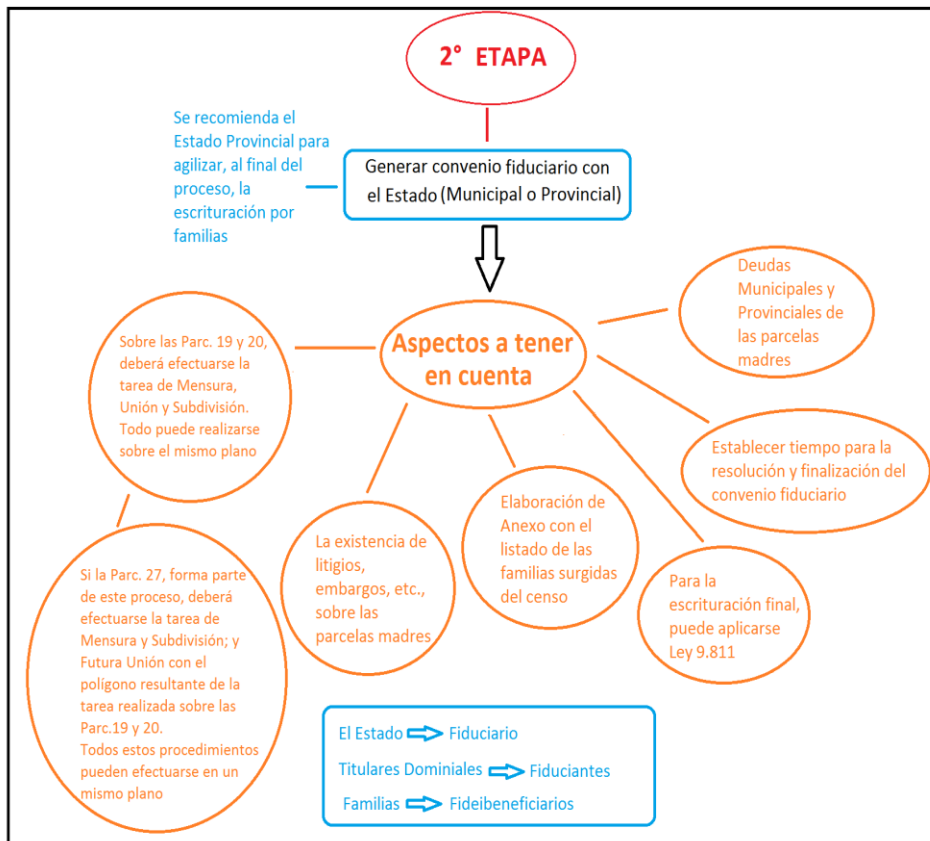 2° ETAPA
Se recomienda el
Estado Provincial para
agilizar, al final del
proceso, la
escrituración por
familias
Generar convenio fiduciario con
el Estado (Municipal o Provincial)
Aspectos a tener
en cuenta
Deudas
Municipales y
Provinciales de
las parcelas
madres
Sobre las Parc. 19 y 20,
deberá efectuarse la
tarea de Mensura,
Unión y Subdivisión.
Todo puede realizarse
sobre el mismo plano
Establecer tiempo para la
resolución y finalización del
convenio fiduciario
Si la Parc. 27, forma parte
de este proceso, deberá
efectuarse la tarea de
Mensura y Subdivisión; y
Futura Unión con el
polígono resultante de la
tarea realizada sobre las
Parc.19 y 20.
Todos estos procedimientos
pueden efectuarse en un
mismo plano
La existencia de
litigios,
embargos, etc.,
sobre las
parcelas madres
Elaboración de
Anexo con el
listado de las
familias surgidas
del censo
Para la
escrituración final,
puede aplicarse
Ley 9.811
El Estado Fiduciario
Titulares Dominiales Fiduciantes
Familias Fideibeneficiarios